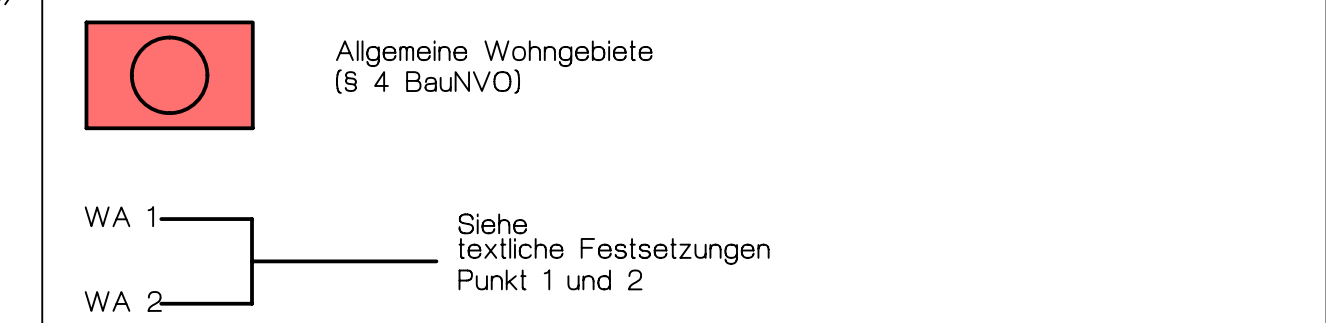 Allgemeine Wohngebiete
(§ 4 BauNVO)
WA 1
Siehe
textliche Festsetzungen
Punkt 1 und 2
WA 2